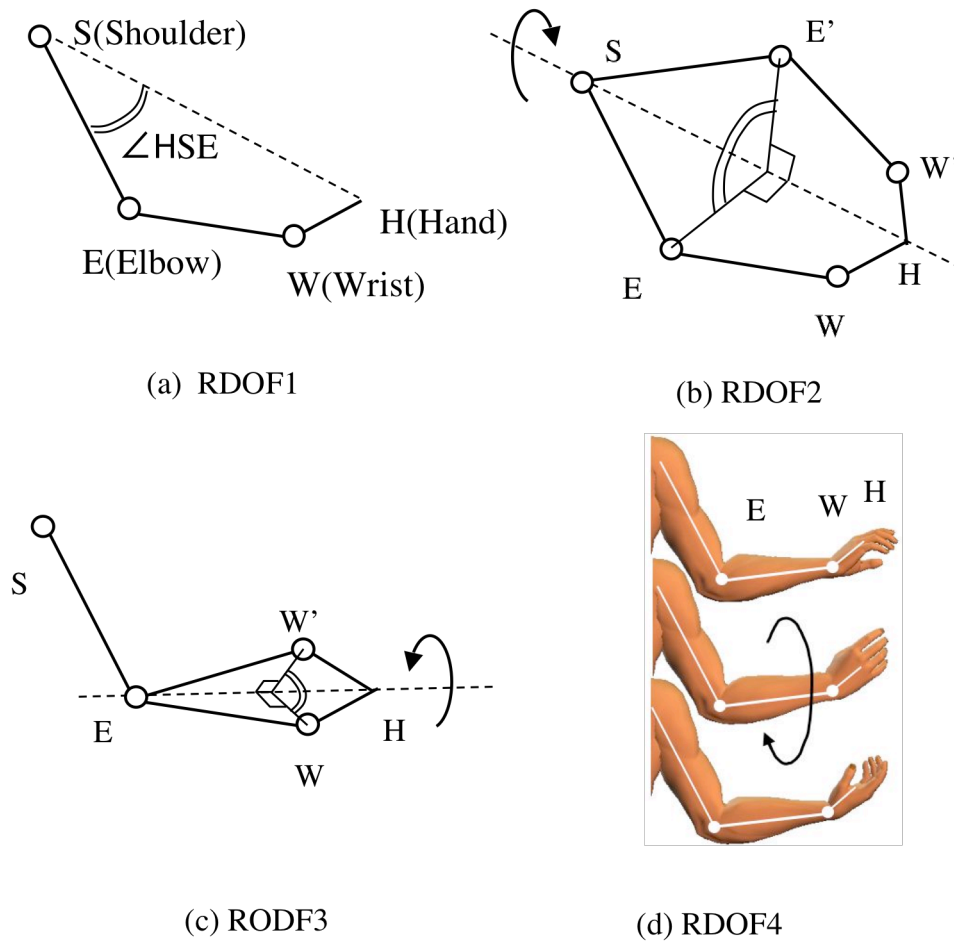 S(Shoulder)
∠HSE
H(Hand)
E(Elbow)
W(Wrist)
(a) RDOF1
E’
S
W’
E
H
W
(b) RDOF2
S
W’
E
H
W
(c) RODF3
E W H
(d) RDOF4